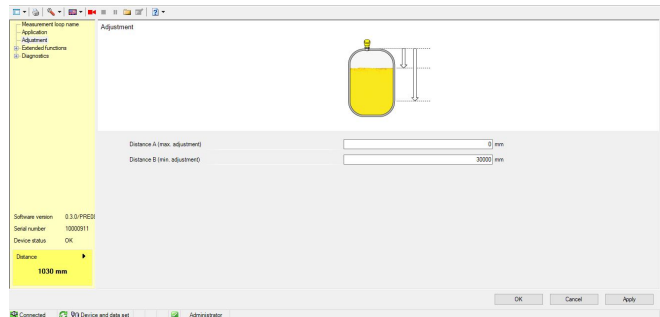 Measurement loop name
Application
Adjustment
Extended functions
Diagnostics
Adjustment
Distance A (max. adjustment) 0 mm
Distance B (min. adjustment) 30000 mm
Software version 0.3.0/PRED
Serial number 10000911
Device status OK
Distance
1030 mm
OK Cancel Apply
Connected Device and data set Administrator